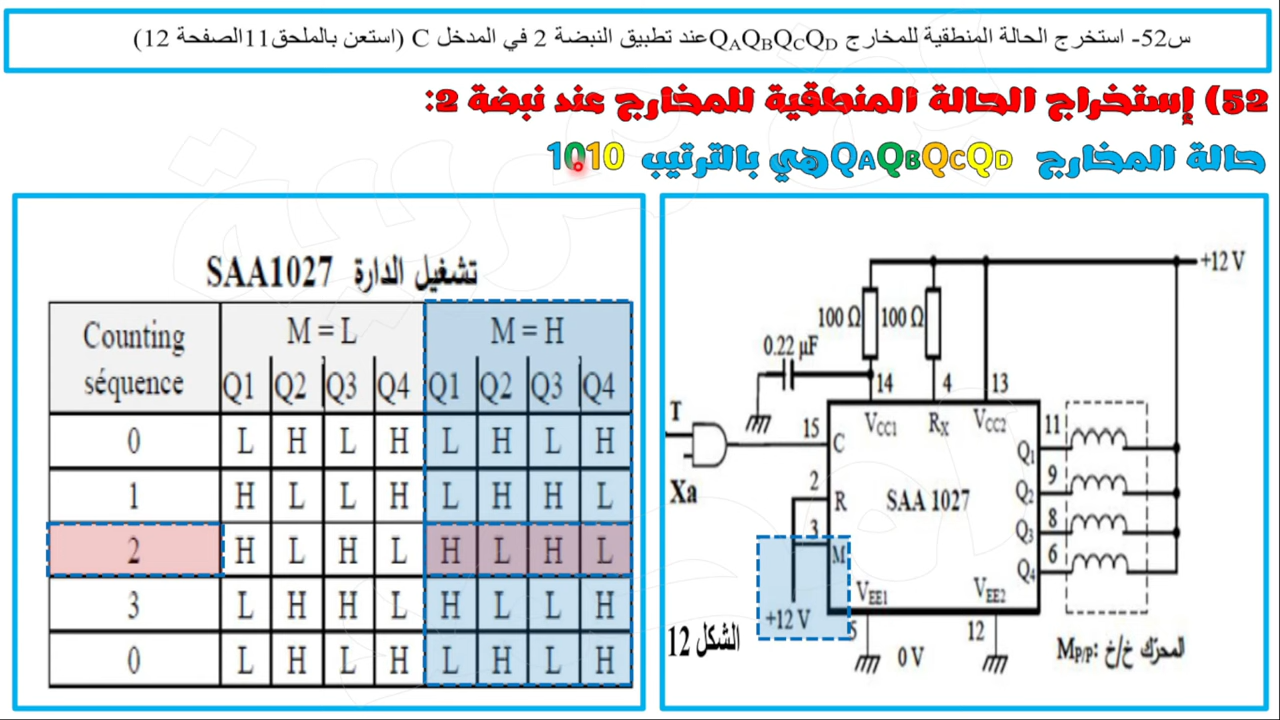 س52- استخرج الحالة المنطقية للمخارج QAQBQCQD عند تطبيق النبضة 2 في المدخل C (استعن بالملحق11الصفحة 12)
52) إستخراج الحالة المنطقية للمخارج عند نبضة 2:
حالة المخارج QAQBQCQD هي بالترتيب 1010
تشغيل الدارة SAA1027
Counting séquence M = L M = H
Q1 Q2 Q3 Q4 Q1 Q2 Q3 Q4
0 L H L H L H L H
1 H L L H L H H L
2 H L H L H L H L
3 L H H L H L L H
0 L H L H L H L H
+12 V
100 Ω 100 Ω
0.22 µF
14 4 13
T
15 VCC1 RX VCC2 11
C Q1
2 9
Xa R SAA 1027 Q2
3 8
M Q3
6
Q4
VEE1 VEE2
+12 V
5 12
0 V
الشكل 12
المحرّك خ/خ :MP/P